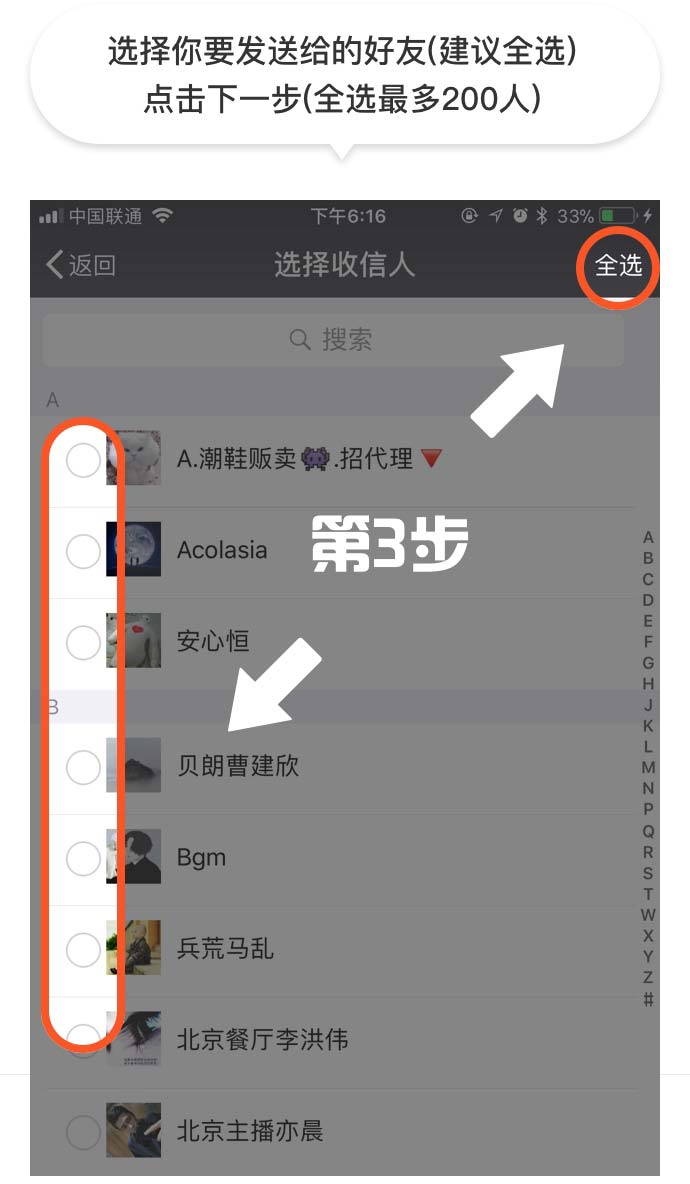 选择你要发送给的好友(建议全选)
点击下一步(全选最多200人)
中国联通 下午6:16 33%
返回 选择收信人 全选
搜索
A
A.潮鞋贩卖👾.招代理🔻
Acolasia
第3步
安心恒
B
贝朗曹建欣
Bgm
兵荒马乱
北京餐厅李洪伟
北京主播亦晨
A
B
C
D
E
F
G
H
J
K
L
M
N
P
Q
R
S
T
W
X
Y
Z
#